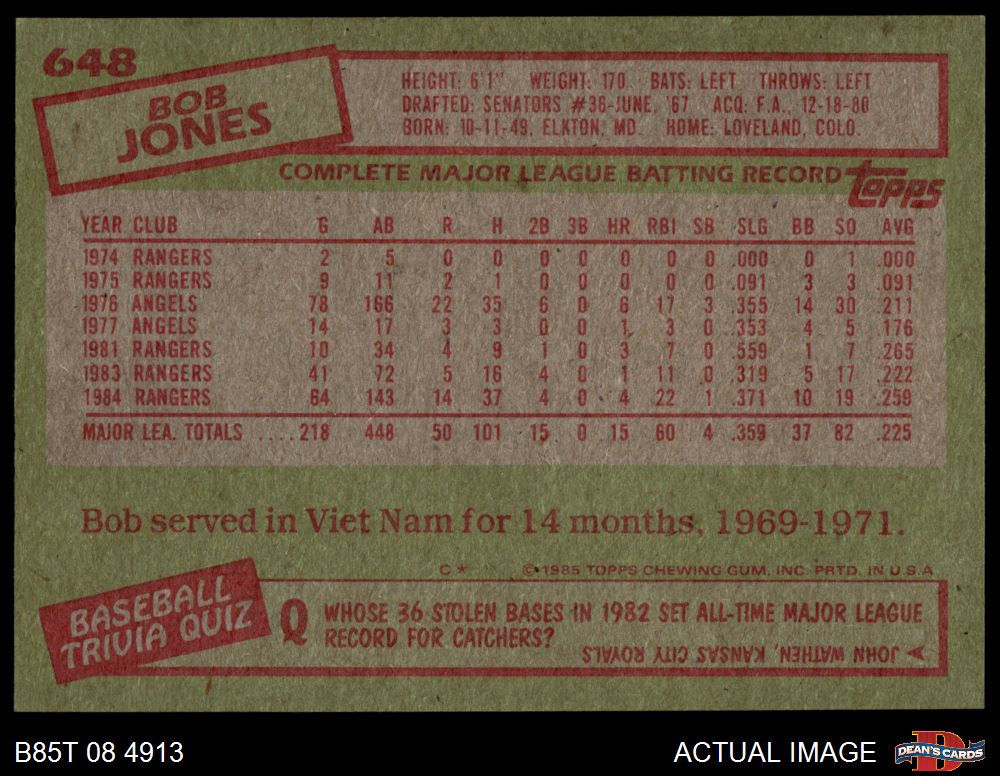 648
BOB
JONES
HEIGHT: 6'1" WEIGHT: 170 BATS: LEFT THROWS: LEFT
DRAFTED: SENATORS #36-JUNE, '67 ACQ: F.A., 12-18-80
BORN: 10-11-49, ELKTON, MD. HOME: LOVELAND, COLO.
COMPLETE MAJOR LEAGUE BATTING RECORD
topps
YEAR CLUB G AB R H 2B 3B HR RBI SB SLG BB SO AVG
1974 RANGERS 2 5 0 0 0 0 0 0 0 .000 0 1 .000
1975 RANGERS 9 11 2 1 0 0 0 0 0 .091 3 3 .091
1976 ANGELS 78 166 22 35 6 0 6 17 3 .355 14 30 .211
1977 ANGELS 14 17 3 3 0 0 1 3 0 .353 4 5 .176
1981 RANGERS 10 34 4 9 1 0 3 7 0 .559 1 7 .265
1983 RANGERS 41 72 5 16 4 0 1 11 0 .319 5 17 .222
1984 RANGERS 64 143 14 37 4 0 4 22 1 .371 10 19 .259
MAJOR LEA. TOTALS ....218 448 50 101 15 0 15 60 4 .359 37 82 .225
Bob served in Viet Nam for 14 months, 1969-1971.
C* © 1985 TOPPS CHEWING GUM, INC. PRTD. IN U.S.A
BASEBALL
TRIVIA QUIZ
Q WHOSE 36 STOLEN BASES IN 1982 SET ALL-TIME MAJOR LEAGUE
RECORD FOR CATCHERS?
JOHN WATHEN, KANSAS CITY ROYALS
B85T 08 4913
ACTUAL IMAGE
DEAN'S CARDS